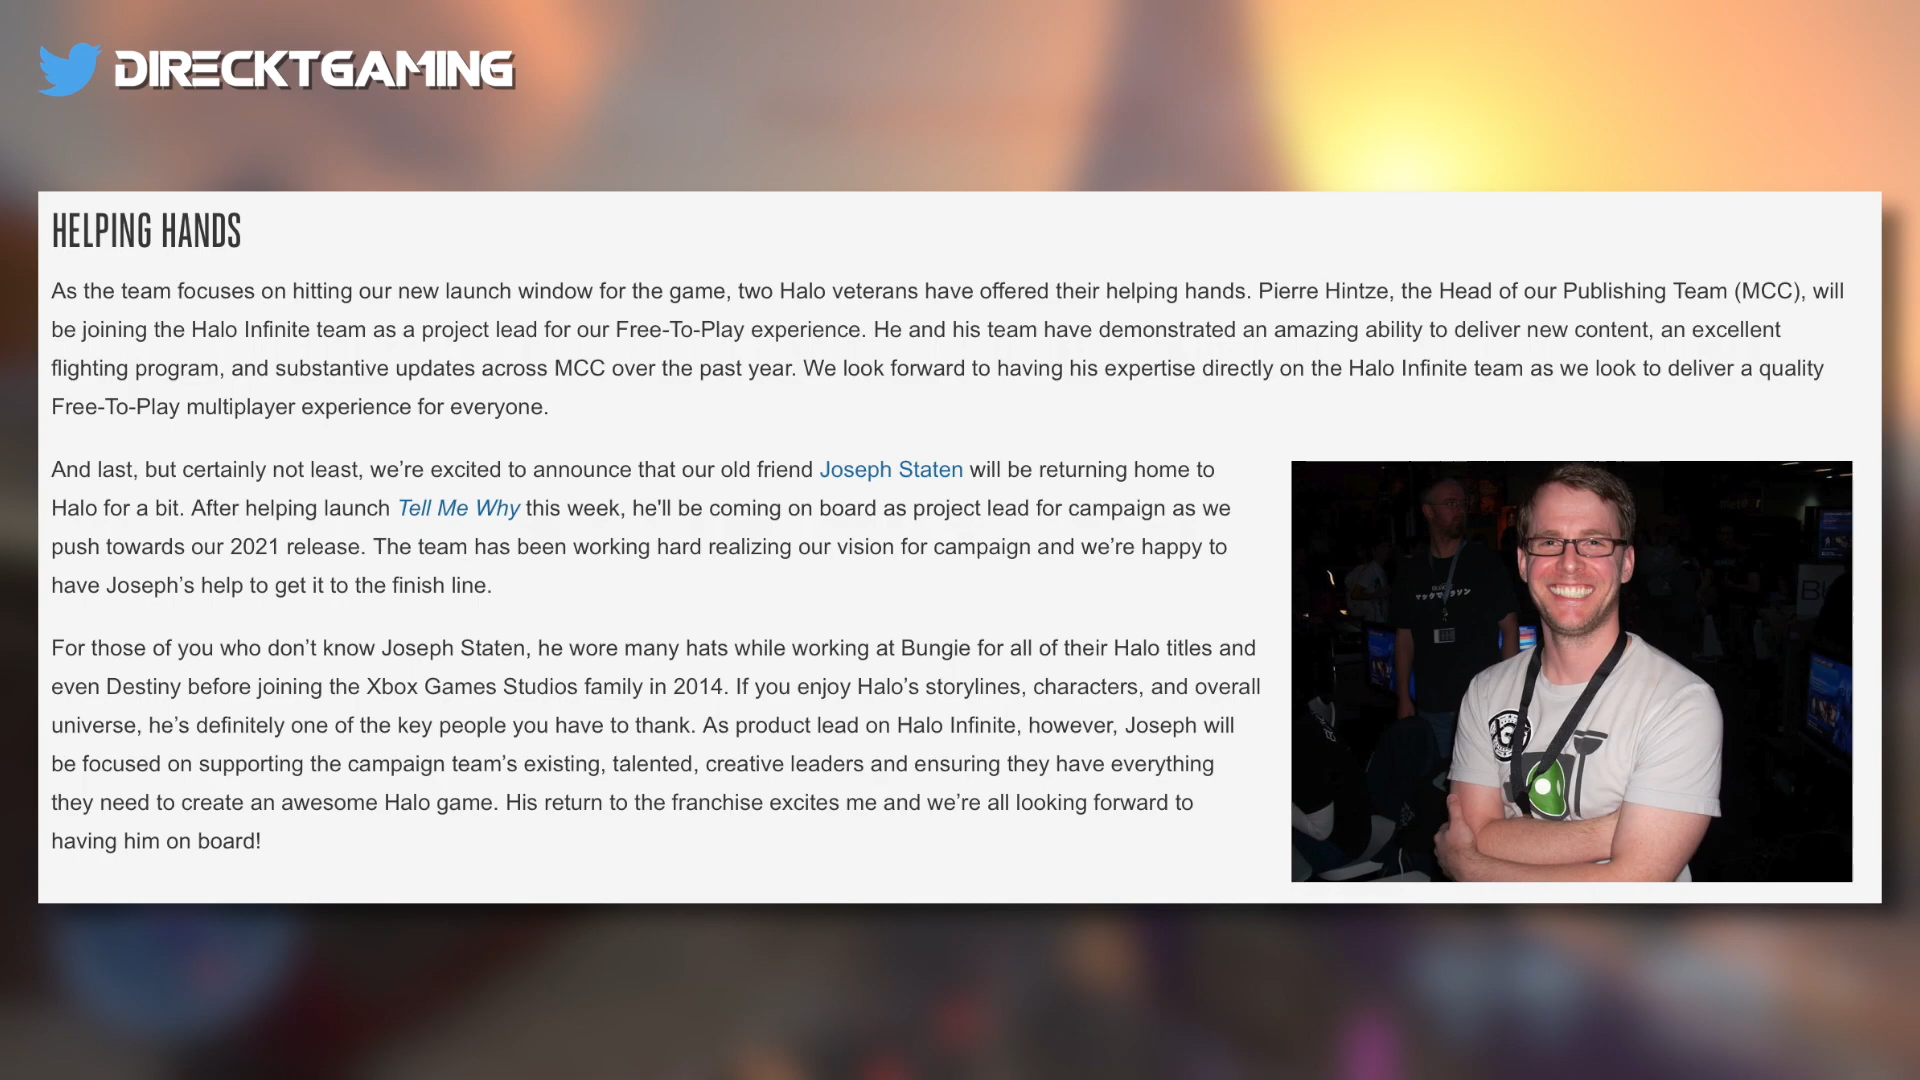 DIRECKTGAMING
HELPING HANDS
As the team focuses on hitting our new launch window for the game, two Halo veterans have offered their helping hands. Pierre Hintze, the Head of our Publishing Team (MCC), will
be joining the Halo Infinite team as a project lead for our Free-To-Play experience. He and his team have demonstrated an amazing ability to deliver new content, an excellent
flighting program, and substantive updates across MCC over the past year. We look forward to having his expertise directly on the Halo Infinite team as we look to deliver a quality
Free-To-Play multiplayer experience for everyone.
And last, but certainly not least, we’re excited to announce that our old friend Joseph Staten will be returning home to
Halo for a bit. After helping launch Tell Me Why this week, he'll be coming on board as project lead for campaign as we
push towards our 2021 release. The team has been working hard realizing our vision for campaign and we’re happy to
have Joseph’s help to get it to the finish line.
For those of you who don’t know Joseph Staten, he wore many hats while working at Bungie for all of their Halo titles and
even Destiny before joining the Xbox Games Studios family in 2014. If you enjoy Halo’s storylines, characters, and overall
universe, he’s definitely one of the key people you have to thank. As product lead on Halo Infinite, however, Joseph will
be focused on supporting the campaign team’s existing, talented, creative leaders and ensuring they have everything
they need to create an awesome Halo game. His return to the franchise excites me and we’re all looking forward to
having him on board!